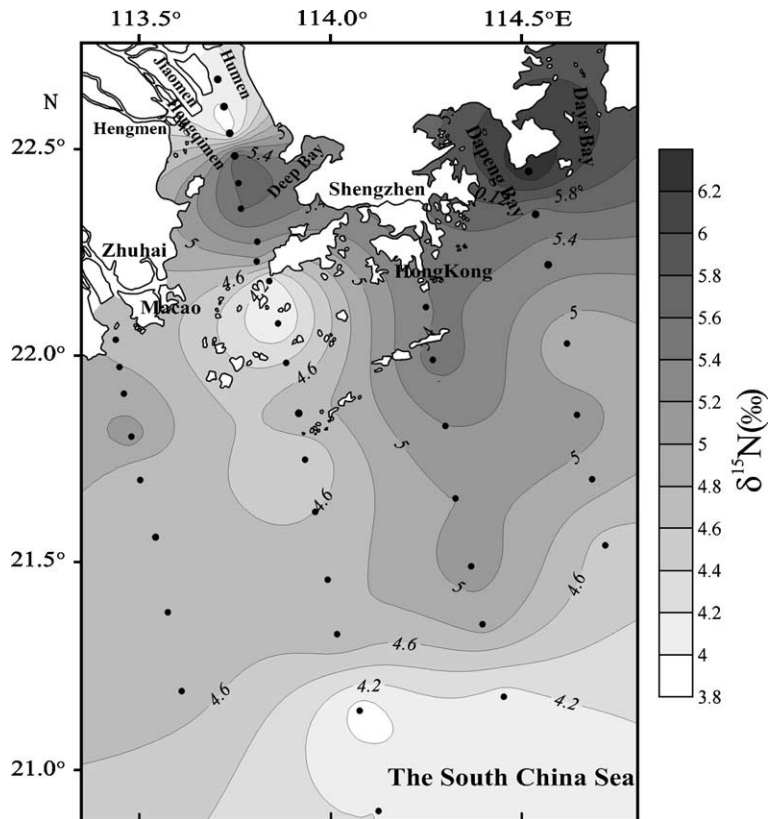 113.5° 114.0° 114.5°E
N
Humen
Jiaomen
Hongqimen
Hengmen
5
5.4
Deep Bay
Dapeng Bay
Daya Bay
22.5°
Shengzhen
5.8
5.4
5
Zhuhai
4.6
HongKong
4.2
Macao
5
5
22.0°
4.6
5
5
4.6
21.5°
5
4.6
4.6
4.6
4.2
4.2
21.0°
The South China Sea
6.2
6
5.8
5.6
5.4
5.2
5
4.8
4.6
4.4
4.2
4
3.8
δ¹⁵N(‰)